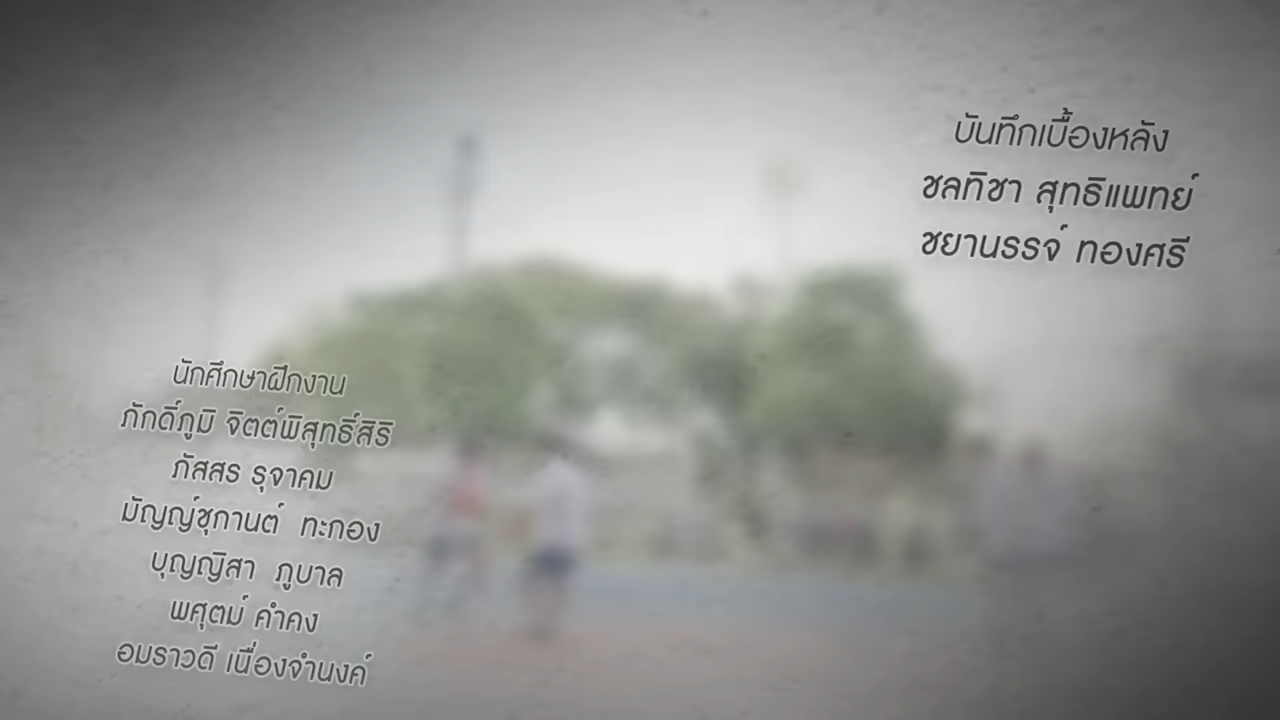 บันทึกเบื้องหลัง
ชลทิชา สุทธิแพทย์
ชยานรรจ์ ทองศรี
นักศึกษาฝึกงาน
ภักดิ์ภูมิ จิตต์พิสุทธิ์สิริ
ภัสสร รุจาคม
มัญญ์ชุกานต์ ทะกอง
บุญญิสา ภูบาล
พศุตม์ คำคง
อมราวดี เนื่องจำนงค์